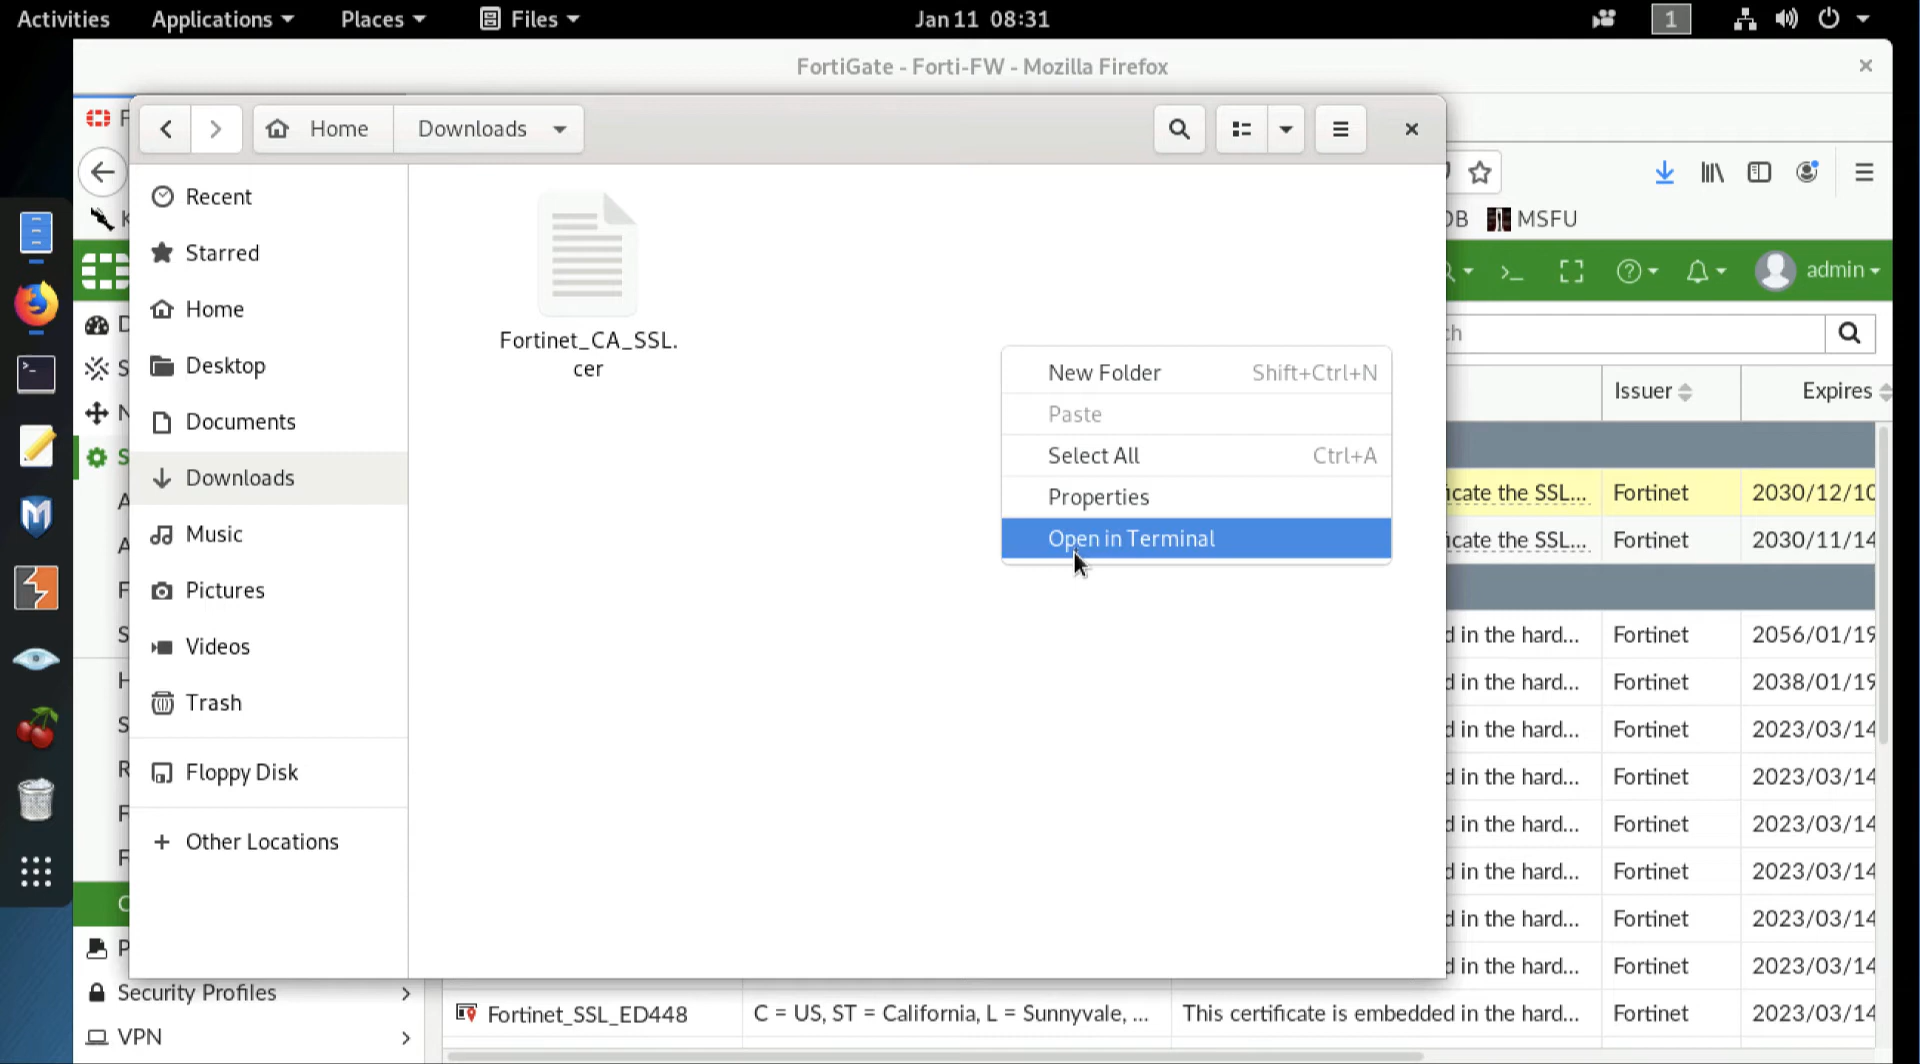 Activities Applications Places Files Jan 11 08:31 1
FortiGate - Forti-FW - Mozilla Firefox
Home Downloads
MSFU
admin
Recent
Starred
Home
Desktop
Documents
Downloads
Music
Pictures
Videos
Trash
Floppy Disk
Other Locations
Fortinet_CA_SSL.
cer
New Folder Shift+Ctrl+N
Paste
Select All Ctrl+A
Properties
Open in Terminal
Issuer Expires
icate the SSL... Fortinet 2030/12/10
icate the SSL... Fortinet 2030/11/14
d in the hard... Fortinet 2056/01/19
d in the hard... Fortinet 2038/01/19
d in the hard... Fortinet 2023/03/14
d in the hard... Fortinet 2023/03/14
d in the hard... Fortinet 2023/03/14
d in the hard... Fortinet 2023/03/14
d in the hard... Fortinet 2023/03/14
d in the hard... Fortinet 2023/03/14
Security Profiles
VPN
Fortinet_SSL_ED448 C = US, ST = California, L = Sunnyvale, ... This certificate is embedded in the hard... Fortinet 2023/03/14